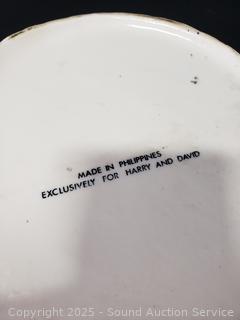 MADE IN PHILIPPINES
EXCLUSIVELY FOR HARRY AND DAVID
Copyright 2025 - Sound Auction Service